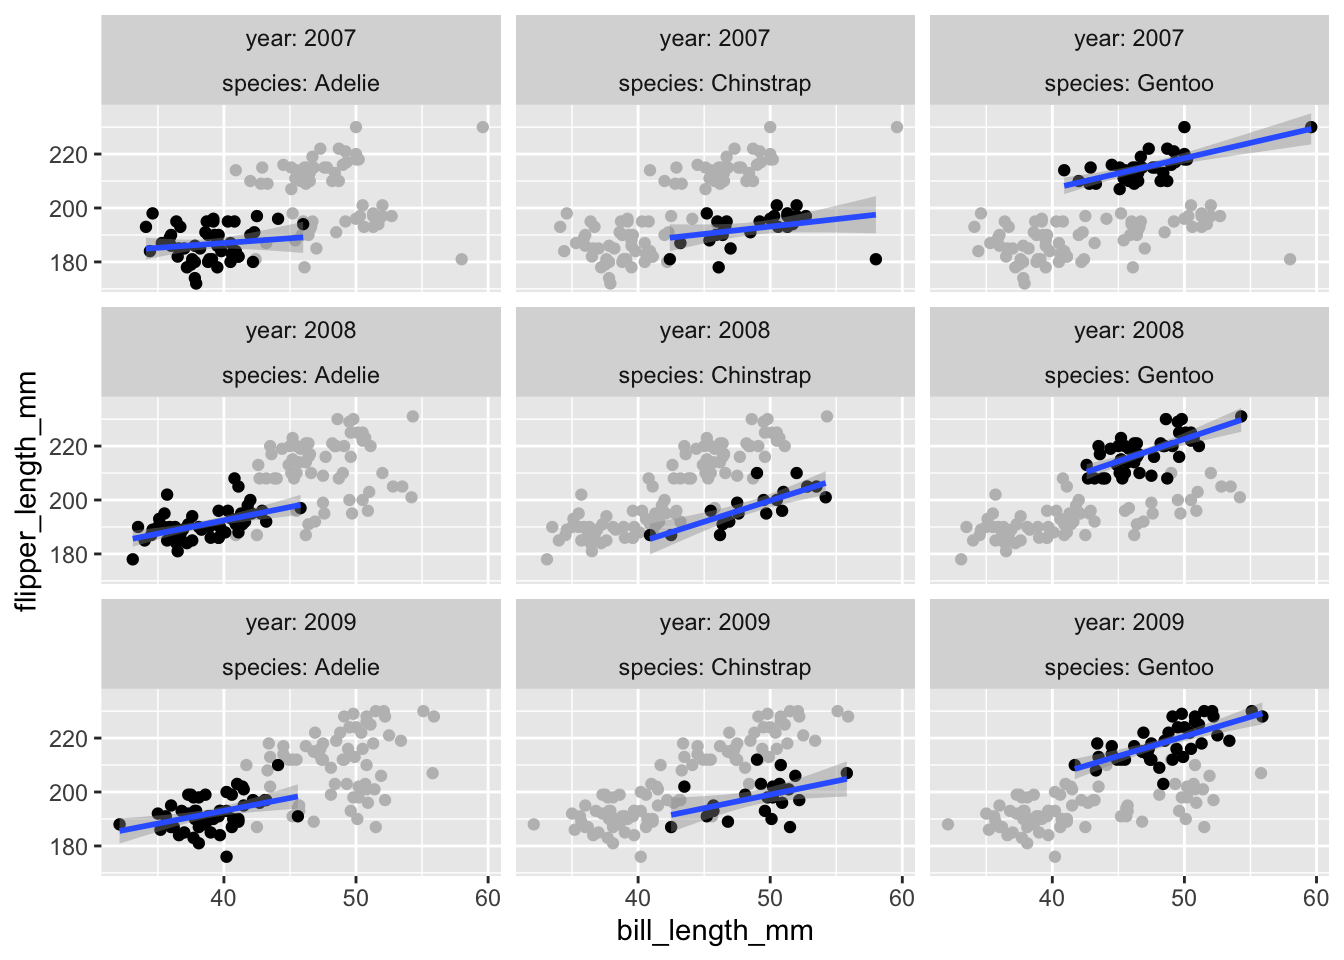 year: 2007
species: Adelie
year: 2007
species: Chinstrap
year: 2007
species: Gentoo
220
200
180
year: 2008
species: Adelie
year: 2008
species: Chinstrap
year: 2008
species: Gentoo
220
200
180
year: 2009
species: Adelie
year: 2009
species: Chinstrap
year: 2009
species: Gentoo
220
200
180
40 50 60 40 50 60 40 50 60
bill_length_mm
flipper_length_mm